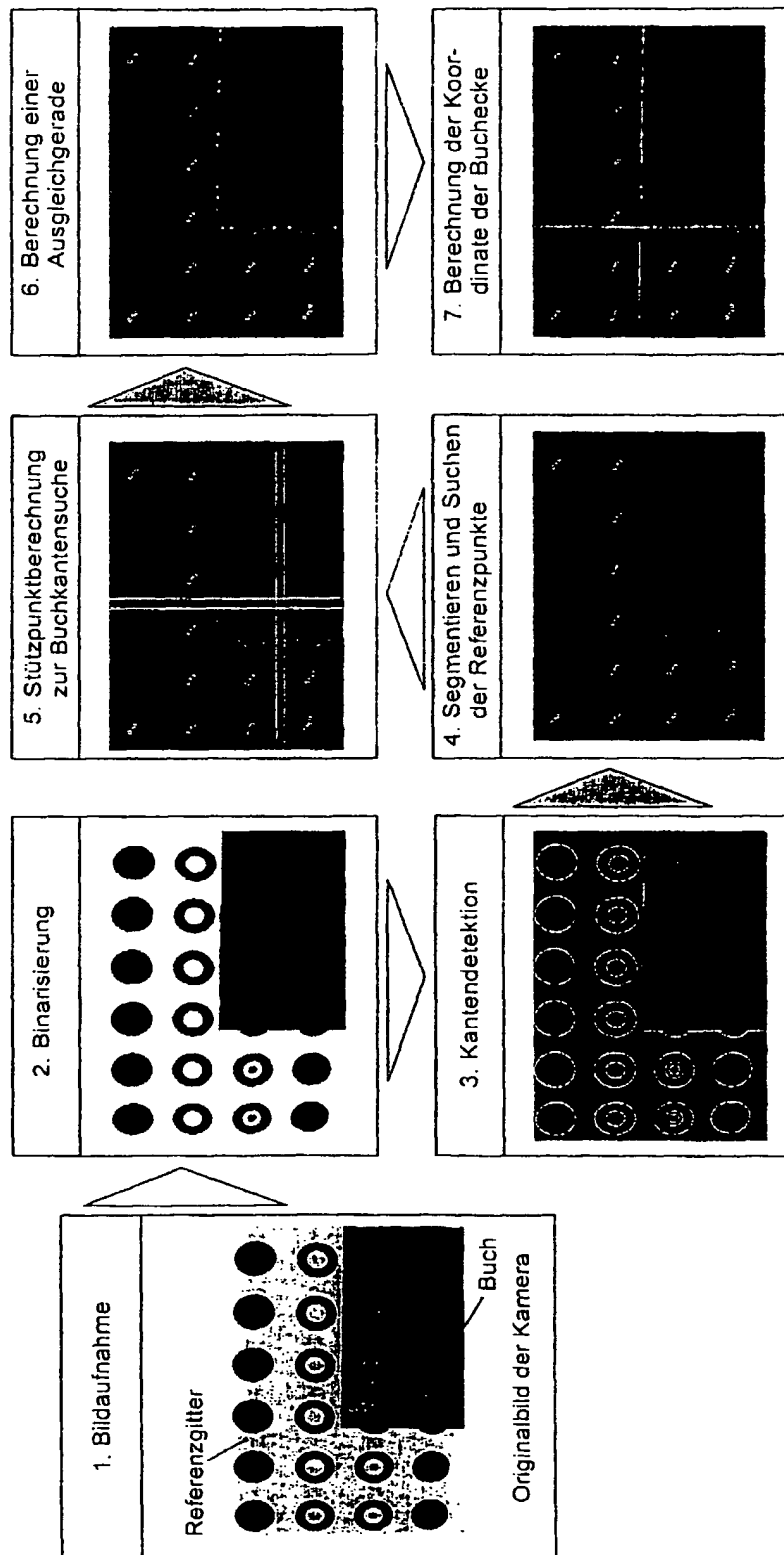 1. Bildaufnahme
Referenzgitter
Buch
Originalbild der Kamera
2. Binarisierung
3. Kantendetektion
4. Segmentieren und Suchen
der Referenzpunkte
5. Stützpunktberechnung
zur Buchkantensuche
6. Berechnung einer
Ausgleichgerade
7. Berechnung der Koor-
dinate der Buchecke